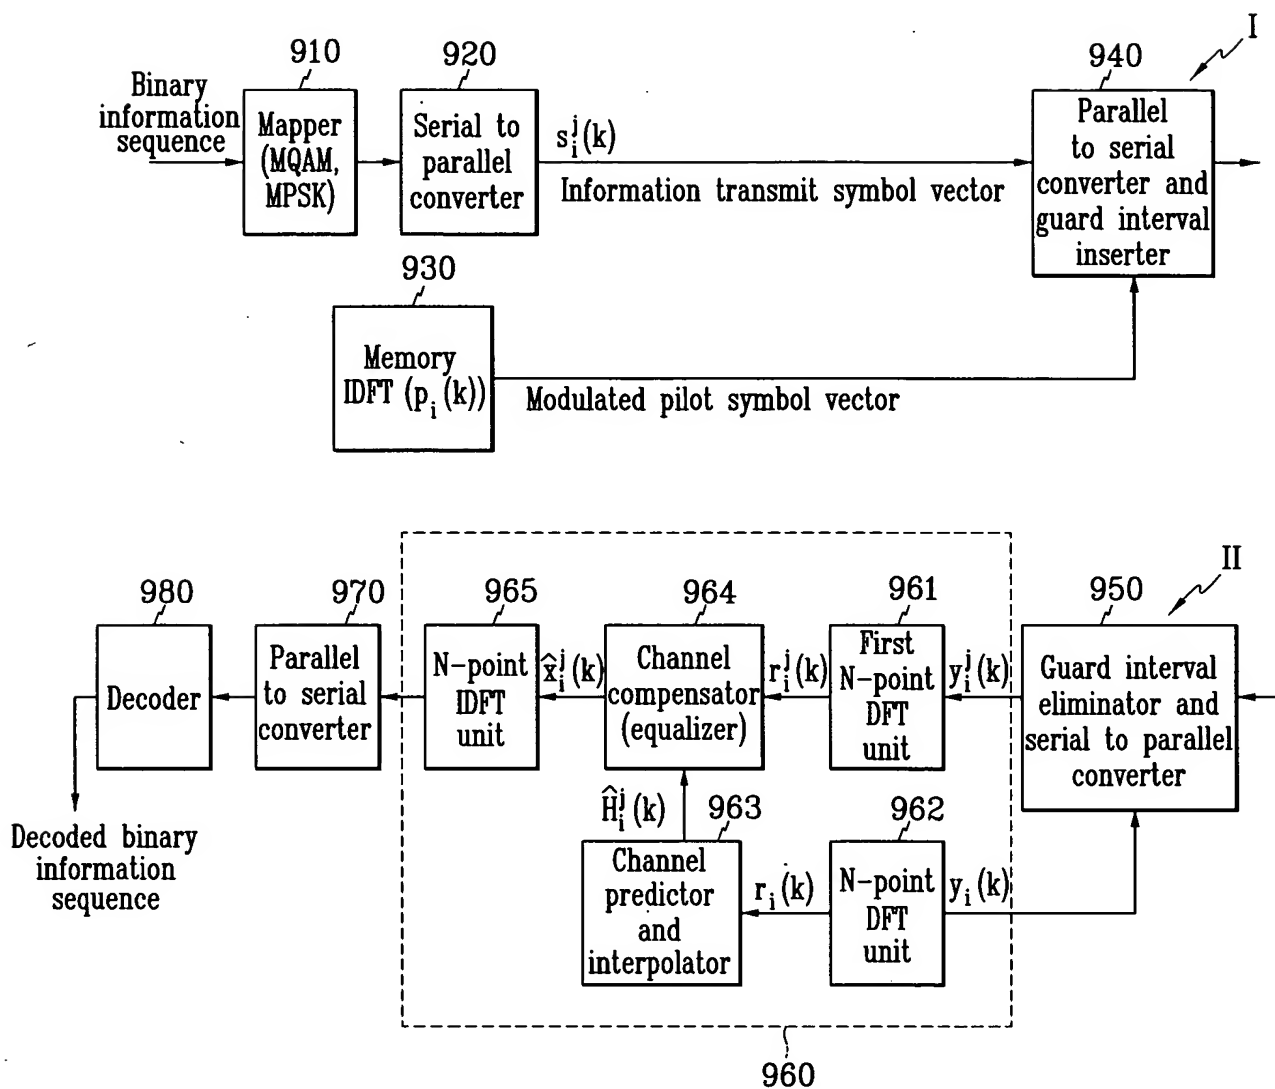 910
920
940
I
Binary
information
sequence
Mapper
(MQAM,
MPSK)
Serial to
parallel
converter
s_i^j(k)
Information transmit symbol vector
Parallel
to serial
converter and
guard interval
inserter
930
Memory
IDFT (p_i(k))
Modulated pilot symbol vector
II
980
970
965
964
961
950
Decoder
Parallel
to serial
converter
N-point
IDFT
unit
x̂_i^j(k)
Channel
compensator
(equalizer)
r_i^j(k)
First
N-point
DFT
unit
y_i^j(k)
Guard interval
eliminator and
serial to parallel
converter
Ĥ_i^j(k)
963
962
Decoded binary
information
sequence
Channel
predictor
and
interpolator
r_i(k)
N-point
DFT
unit
y_i(k)
960